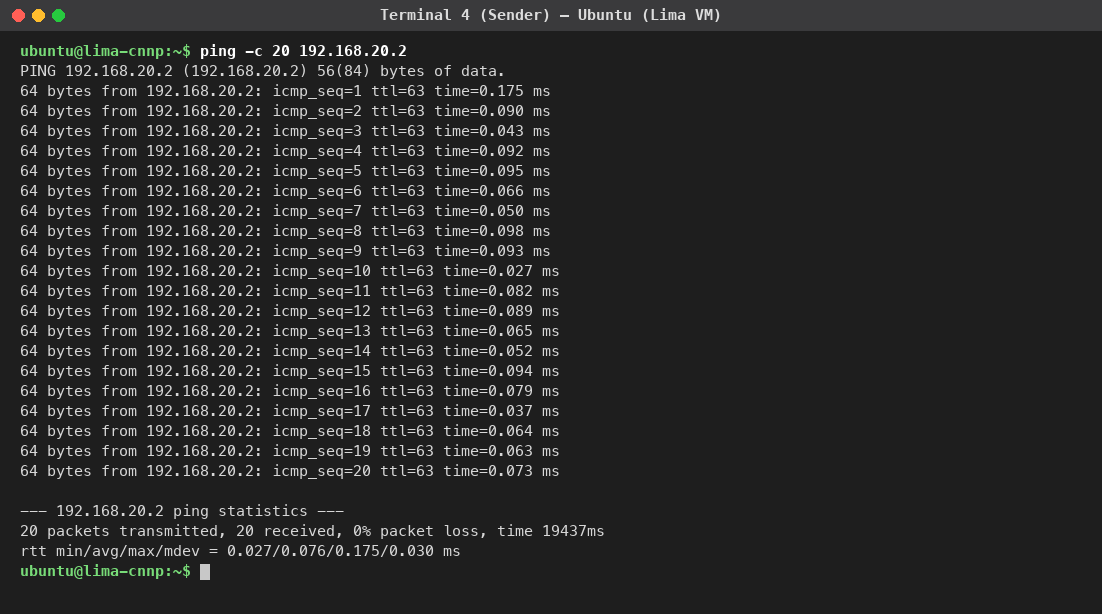 Terminal 4 (Sender) — Ubuntu (Lima VM)
ubuntu@lima-cnnp:~$ ping -c 20 192.168.20.2
PING 192.168.20.2 (192.168.20.2) 56(84) bytes of data.
64 bytes from 192.168.20.2: icmp_seq=1 ttl=63 time=0.175 ms
64 bytes from 192.168.20.2: icmp_seq=2 ttl=63 time=0.090 ms
64 bytes from 192.168.20.2: icmp_seq=3 ttl=63 time=0.043 ms
64 bytes from 192.168.20.2: icmp_seq=4 ttl=63 time=0.092 ms
64 bytes from 192.168.20.2: icmp_seq=5 ttl=63 time=0.095 ms
64 bytes from 192.168.20.2: icmp_seq=6 ttl=63 time=0.066 ms
64 bytes from 192.168.20.2: icmp_seq=7 ttl=63 time=0.050 ms
64 bytes from 192.168.20.2: icmp_seq=8 ttl=63 time=0.098 ms
64 bytes from 192.168.20.2: icmp_seq=9 ttl=63 time=0.093 ms
64 bytes from 192.168.20.2: icmp_seq=10 ttl=63 time=0.027 ms
64 bytes from 192.168.20.2: icmp_seq=11 ttl=63 time=0.082 ms
64 bytes from 192.168.20.2: icmp_seq=12 ttl=63 time=0.089 ms
64 bytes from 192.168.20.2: icmp_seq=13 ttl=63 time=0.065 ms
64 bytes from 192.168.20.2: icmp_seq=14 ttl=63 time=0.052 ms
64 bytes from 192.168.20.2: icmp_seq=15 ttl=63 time=0.094 ms
64 bytes from 192.168.20.2: icmp_seq=16 ttl=63 time=0.079 ms
64 bytes from 192.168.20.2: icmp_seq=17 ttl=63 time=0.037 ms
64 bytes from 192.168.20.2: icmp_seq=18 ttl=63 time=0.064 ms
64 bytes from 192.168.20.2: icmp_seq=19 ttl=63 time=0.063 ms
64 bytes from 192.168.20.2: icmp_seq=20 ttl=63 time=0.073 ms
--- 192.168.20.2 ping statistics ---
20 packets transmitted, 20 received, 0% packet loss, time 19437ms
rtt min/avg/max/mdev = 0.027/0.076/0.175/0.030 ms
ubuntu@lima-cnnp:~$